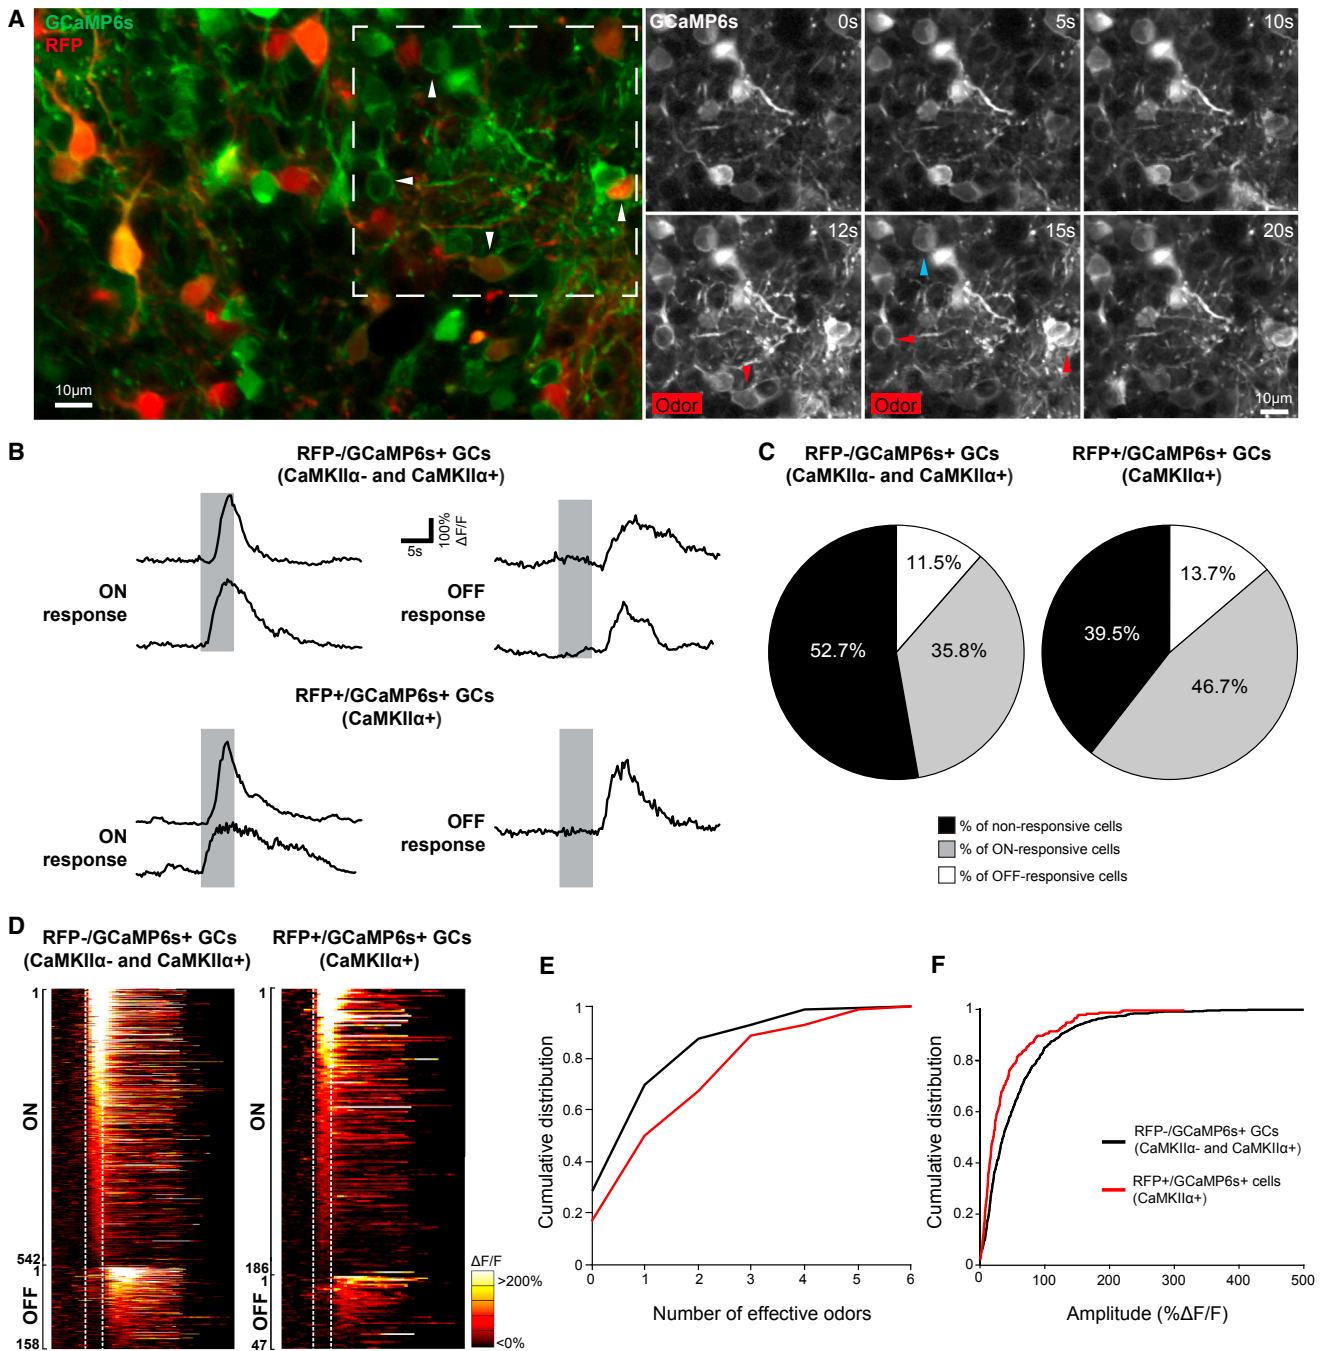 A
GCaMP6s
RFP
10µm
GCaMP6s
0s
5s
10s
12s
15s
20s
Odor
Odor
10µm
B
RFP-/GCaMP6s+ GCs
(CaMKIIα- and CaMKIIα+)
100%
ΔF/F
5s
ON
response
OFF
response
RFP+/GCaMP6s+ GCs
(CaMKIIα+)
ON
response
OFF
response
C
RFP-/GCaMP6s+ GCs
(CaMKIIα- and CaMKIIα+)
RFP+/GCaMP6s+ GCs
(CaMKIIα+)
11.5%
52.7%
35.8%
13.7%
39.5%
46.7%
% of non-responsive cells
% of ON-responsive cells
% of OFF-responsive cells
D
RFP-/GCaMP6s+ GCs
(CaMKIIα- and CaMKIIα+)
RFP+/GCaMP6s+ GCs
(CaMKIIα+)
1
ON
542
1
OFF
158
1
ON
186
1
OFF
47
ΔF/F
>200%
<0%
E
Cumulative distribution
1
0.8
0.6
0.4
0.2
0
0 1 2 3 4 5 6
Number of effective odors
F
Cumulative distribution
1
0.8
0.6
0.4
0.2
0
0 100 200 300 400 500
Amplitude (%ΔF/F)
RFP-/GCaMP6s+ GCs
(CaMKIIα- and CaMKIIα+)
RFP+/GCaMP6s+ cells
(CaMKIIα+)